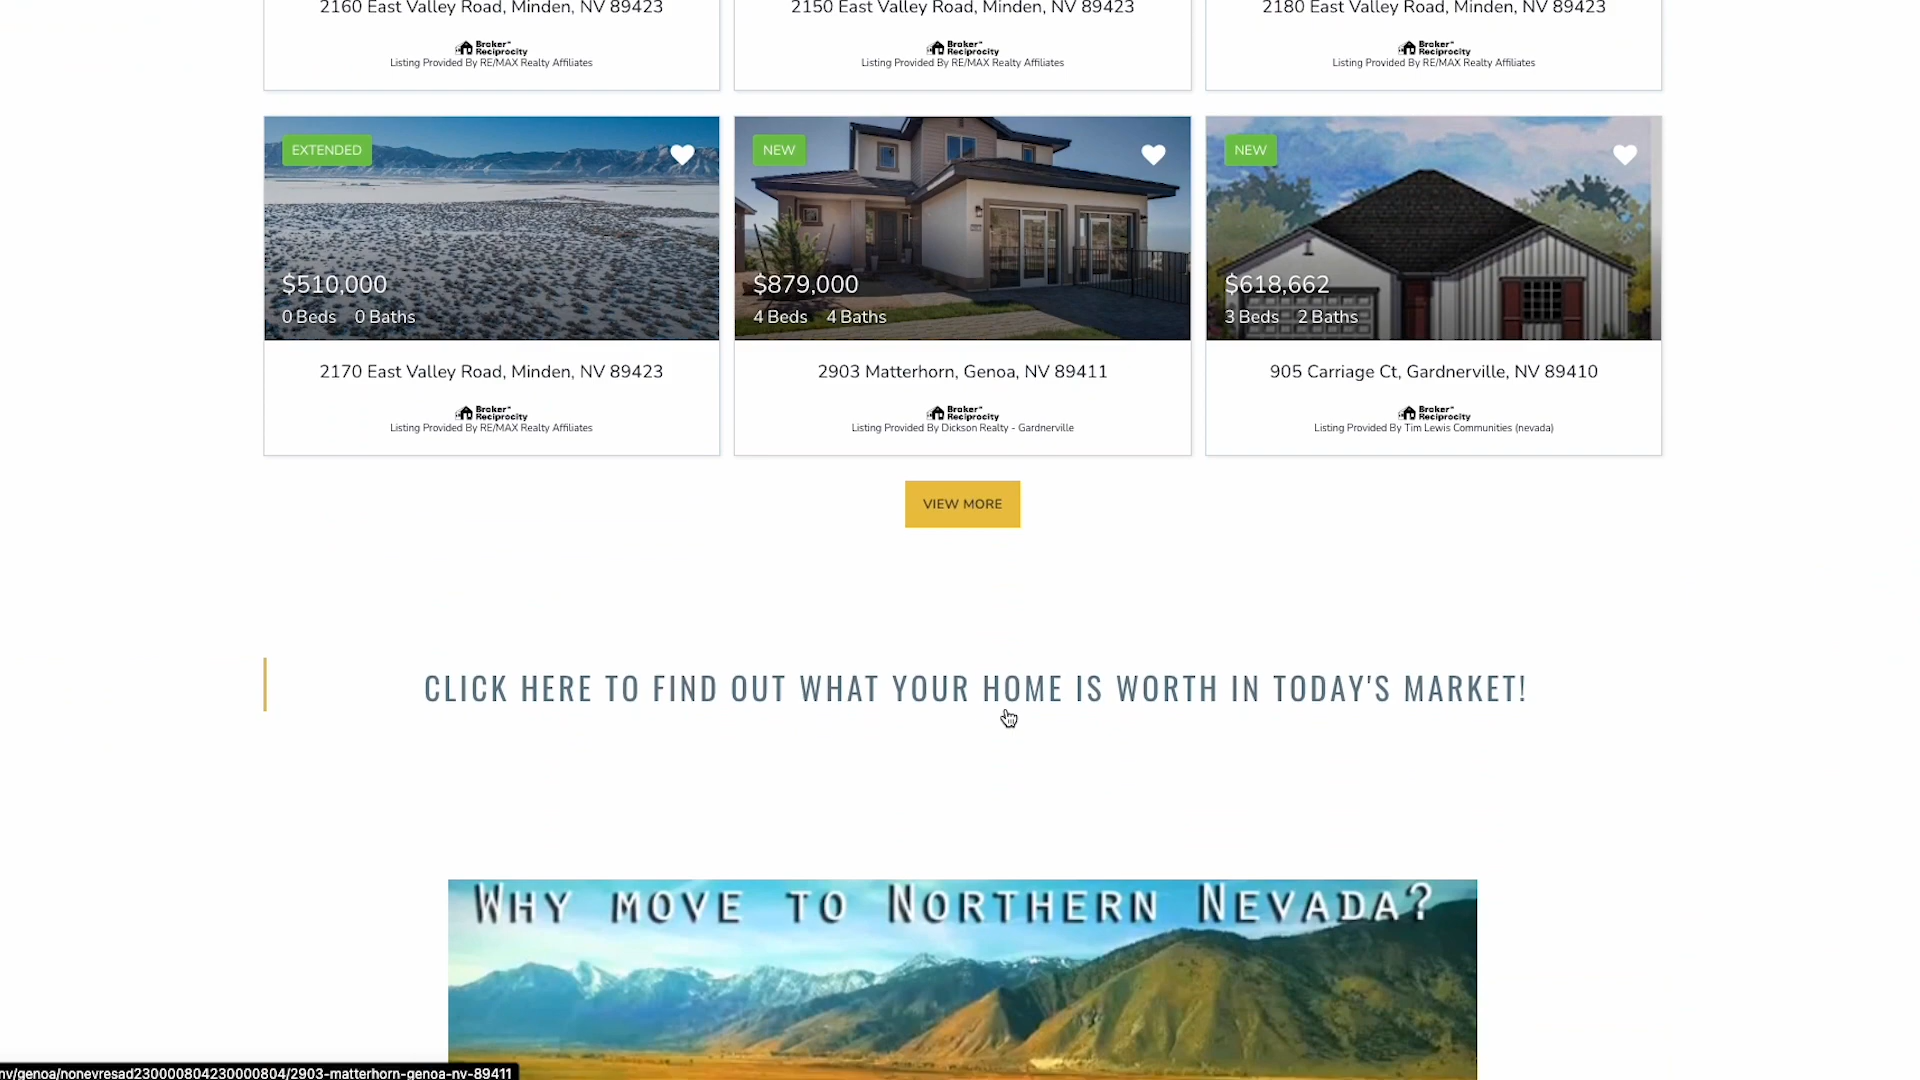 2160 East Valley Road, Minden, NV 89423
Broker™
Reciprocity
Listing Provided By RE/MAX Realty Affiliates
2150 East Valley Road, Minden, NV 89423
Broker™
Reciprocity
Listing Provided By RE/MAX Realty Affiliates
2180 East Valley Road, Minden, NV 89423
Broker™
Reciprocity
Listing Provided By RE/MAX Realty Affiliates
EXTENDED
$510,000
0 Beds 0 Baths
2170 East Valley Road, Minden, NV 89423
Broker™
Reciprocity
Listing Provided By RE/MAX Realty Affiliates
NEW
$879,000
4 Beds 4 Baths
2903 Matterhorn, Genoa, NV 89411
Broker™
Reciprocity
Listing Provided By Dickson Realty - Gardnerville
NEW
$618,662
3 Beds 2 Baths
905 Carriage Ct, Gardnerville, NV 89410
Broker™
Reciprocity
Listing Provided By Tim Lewis Communities (nevada)
VIEW MORE
CLICK HERE TO FIND OUT WHAT YOUR HOME IS WORTH IN TODAY'S MARKET!
WHY MOVE TO NORTHERN NEVADA?
nv/genoa/nonevresad230000804230000804/2903-matterhorn-genoa-nv-89411